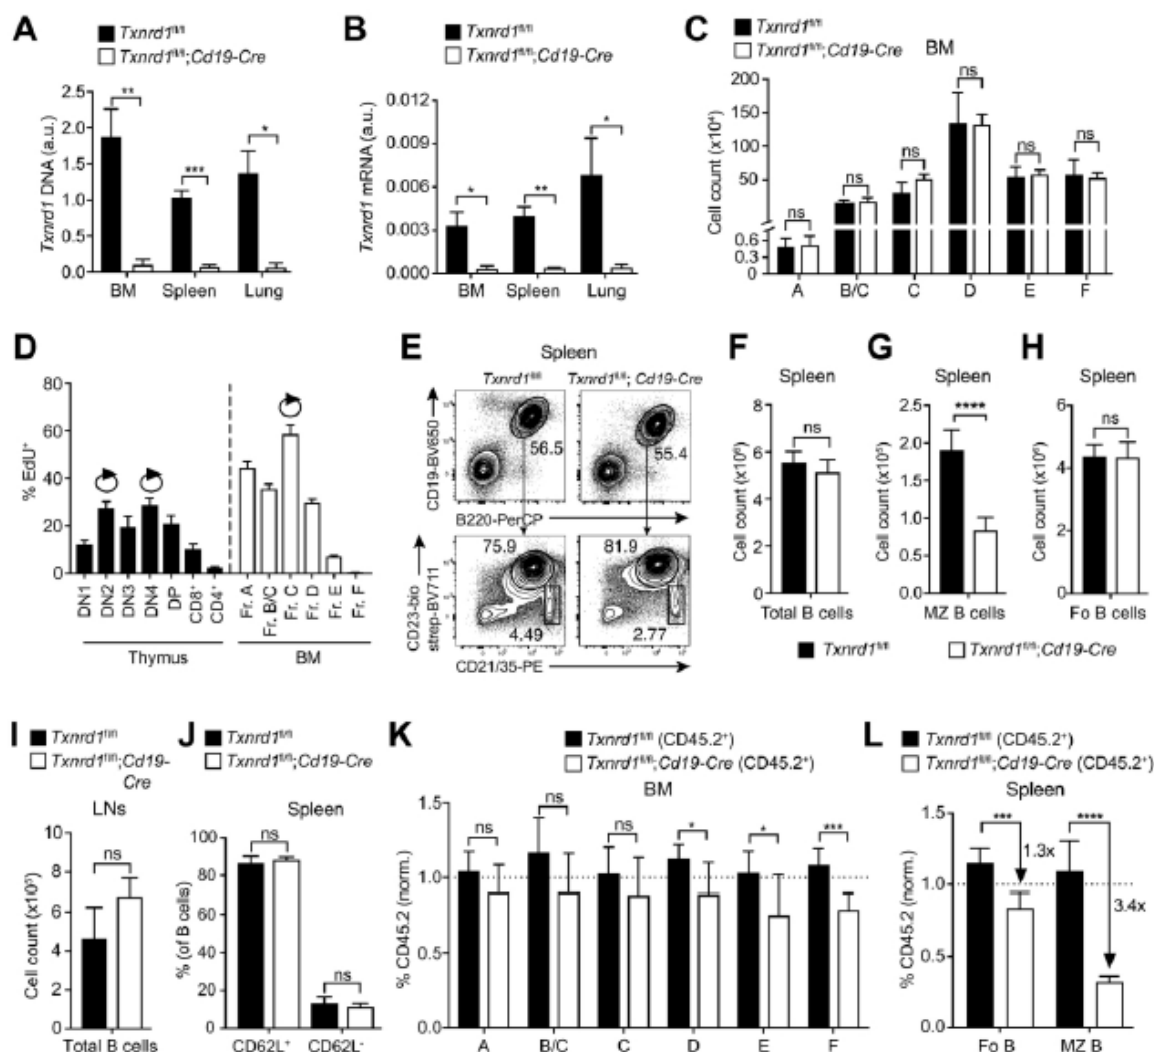 A
Txnrd1fl/fl
Txnrd1fl/fl;Cd19-Cre
Txnrd1 DNA (a.u.)
2.5
2.0
1.5
1.0
0.5
0.0
**
***
*
BM Spleen Lung
B
Txnrd1fl/fl
Txnrd1fl/fl;Cd19-Cre
Txnrd1 mRNA (a.u.)
0.012
0.009
0.006
0.003
0.000
*
**
*
BM Spleen Lung
C
Txnrd1fl/fl
Txnrd1fl/fl;Cd19-Cre
BM
Cell count (x10⁴)
200
150
100
50
0.6
0.3
0
ns ns ns ns ns ns
A B/C C D E F
D
% EdU⁺
80
60
40
20
0
DN1 DN2 DN3 DN4 DP CD8⁺ CD4⁺ Fr. A Fr. B/C Fr. C Fr. D Fr. E Fr. F
Thymus BM
E
Spleen
Txnrd1fl/fl Txnrd1fl/fl; Cd19-Cre
CD19-BV650
56.5 55.4
B220-PerCP
CD23-bio
strep-BV711
75.9 81.9
4.49 2.77
CD21/35-PE
F
Spleen
Cell count (x10⁶)
8
6
4
2
0
ns
Total B cells
G
Spleen
Cell count (x10⁵)
2.5
2.0
1.5
1.0
0.5
0.0
****
MZ B cells
H
Spleen
Cell count (x10⁶)
6
4
2
0
ns
Fo B cells
Txnrd1fl/fl Txnrd1fl/fl;Cd19-Cre
I
Txnrd1fl/fl
Txnrd1fl/fl;Cd19-
Cre
LNs
Cell count (x10⁵)
10
8
6
4
2
0
ns
Total B cells
J
Txnrd1fl/fl
Txnrd1fl/fl;Cd19-Cre
Spleen
% (of B cells)
100
80
60
40
20
0
ns
ns
CD62L⁺ CD62L⁻
K
Txnrd1fl/fl (CD45.2⁺)
Txnrd1fl/fl;Cd19-Cre (CD45.2⁺)
BM
% CD45.2 (norm.)
1.5
1.0
0.5
0.0
ns ns ns * * ***
A B/C C D E F
L
Txnrd1fl/fl (CD45.2⁺)
Txnrd1fl/fl;Cd19-Cre (CD45.2⁺)
Spleen
% CD45.2 (norm.)
1.5
1.0
0.5
0.0
*** ****
1.3x
3.4x
Fo B MZ B